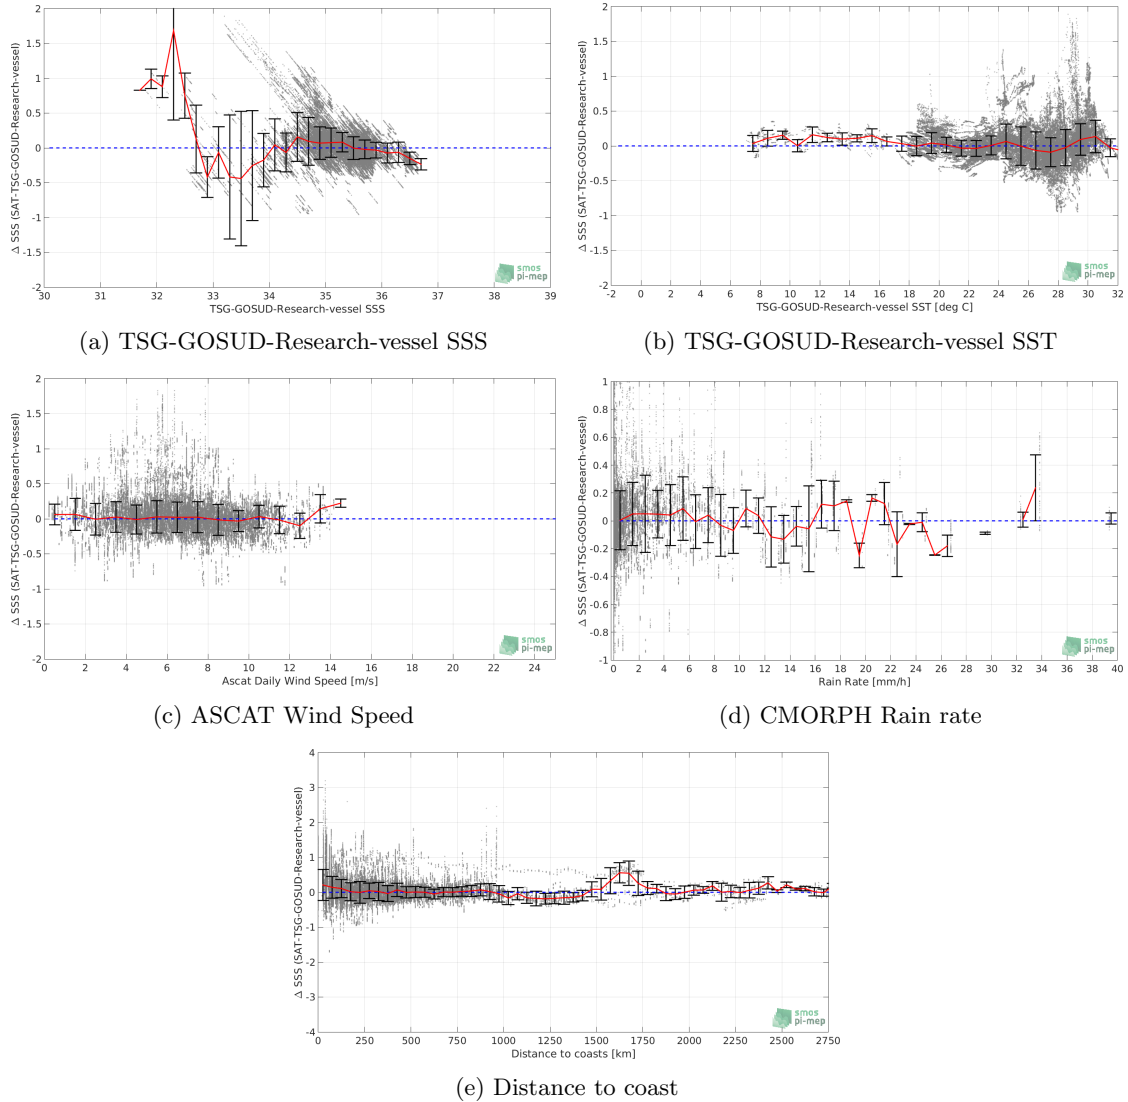 2
1.5
1
0.5
0
-0.5
-1
-1.5
-2
Δ SSS (SAT-TSG-GOSUD-Research-vessel)
30 31 32 33 34 35 36 37 38 39
TSG-GOSUD-Research-vessel SSS
smos
pi-mep
(a) TSG-GOSUD-Research-vessel SSS
2
1.5
1
0.5
0
-0.5
-1
-1.5
-2
Δ SSS (SAT-TSG-GOSUD-Research-vessel)
-2 0 2 4 6 8 10 12 14 16 18 20 22 24 26 28 30 32
TSG-GOSUD-Research-vessel SST [deg C]
smos
pi-mep
(b) TSG-GOSUD-Research-vessel SST
2
1.5
1
0.5
0
-0.5
-1
-1.5
-2
Δ SSS (SAT-TSG-GOSUD-Research-vessel)
0 2 4 6 8 10 12 14 16 18 20 22 24
Ascat Daily Wind Speed [m/s]
smos
pi-mep
(c) ASCAT Wind Speed
1
0.8
0.6
0.4
0.2
0
-0.2
-0.4
-0.6
-0.8
-1
Δ SSS (SAT-TSG-GOSUD-Research-vessel)
0 2 4 6 8 10 12 14 16 18 20 22 24 26 28 30 32 34 36 38 40
Rain Rate [mm/h]
smos
pi-mep
(d) CMORPH Rain rate
4
3
2
1
0
-1
-2
-3
-4
Δ SSS (SAT-TSG-GOSUD-Research-vessel)
0 250 500 750 1000 1250 1500 1750 2000 2250 2500 2750
Distance to coasts [km]
smos
pi-mep
(e) Distance to coast